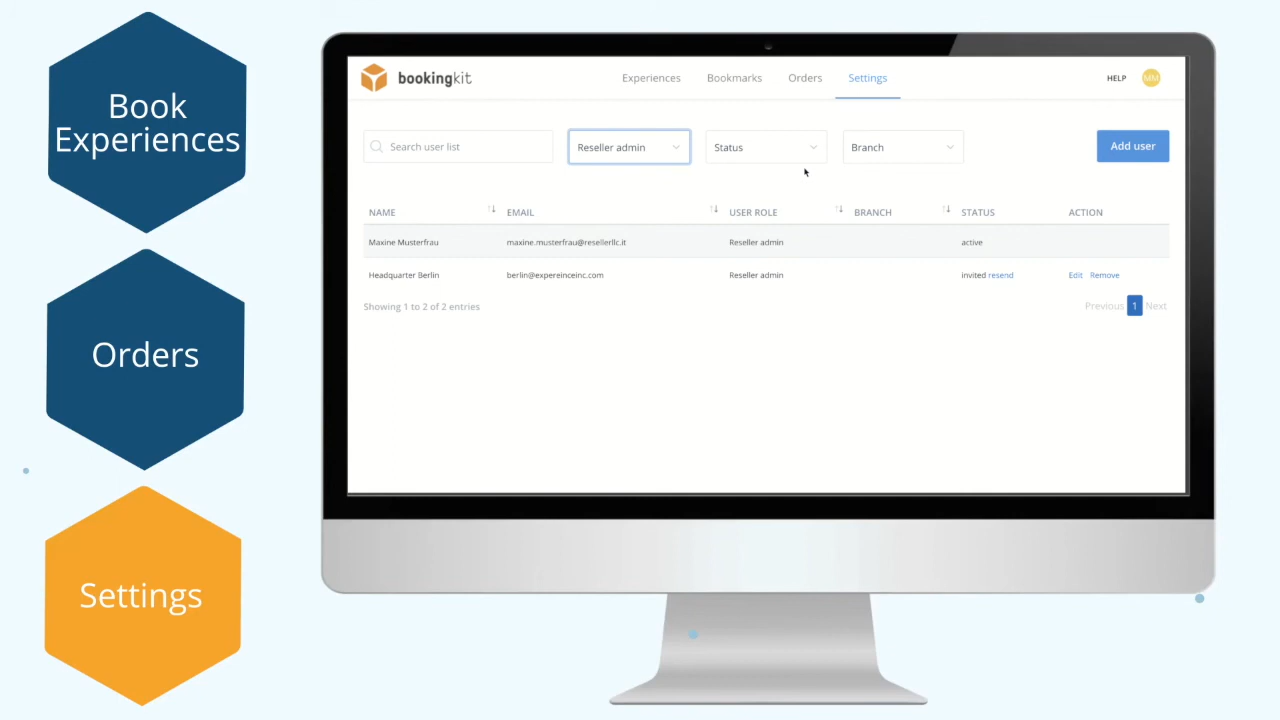 Book
Experiences
Orders
Settings
bookingkit
Experiences Bookmarks Orders Settings
HELP MM
Search user list Reseller admin Status Branch Add user
NAME EMAIL USER ROLE BRANCH STATUS ACTION
Maxine Musterfrau maxine.musterfrau@resellerllc.it Reseller admin active
Headquarter Berlin berlin@expereinceinc.com Reseller admin invited resend Edit Remove
Showing 1 to 2 of 2 entries Previous 1 Next